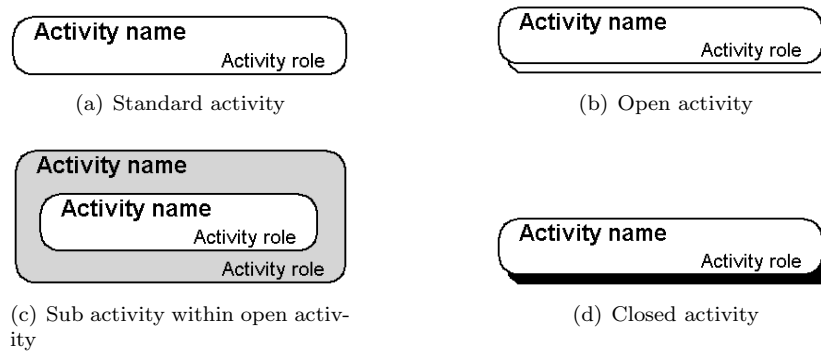 Activity name
Activity role
(a) Standard activity
Activity name
Activity role
(b) Open activity
Activity name
Activity name
Activity role
Activity role
(c) Sub activity within open activ-
ity
Activity name
Activity role
(d) Closed activity